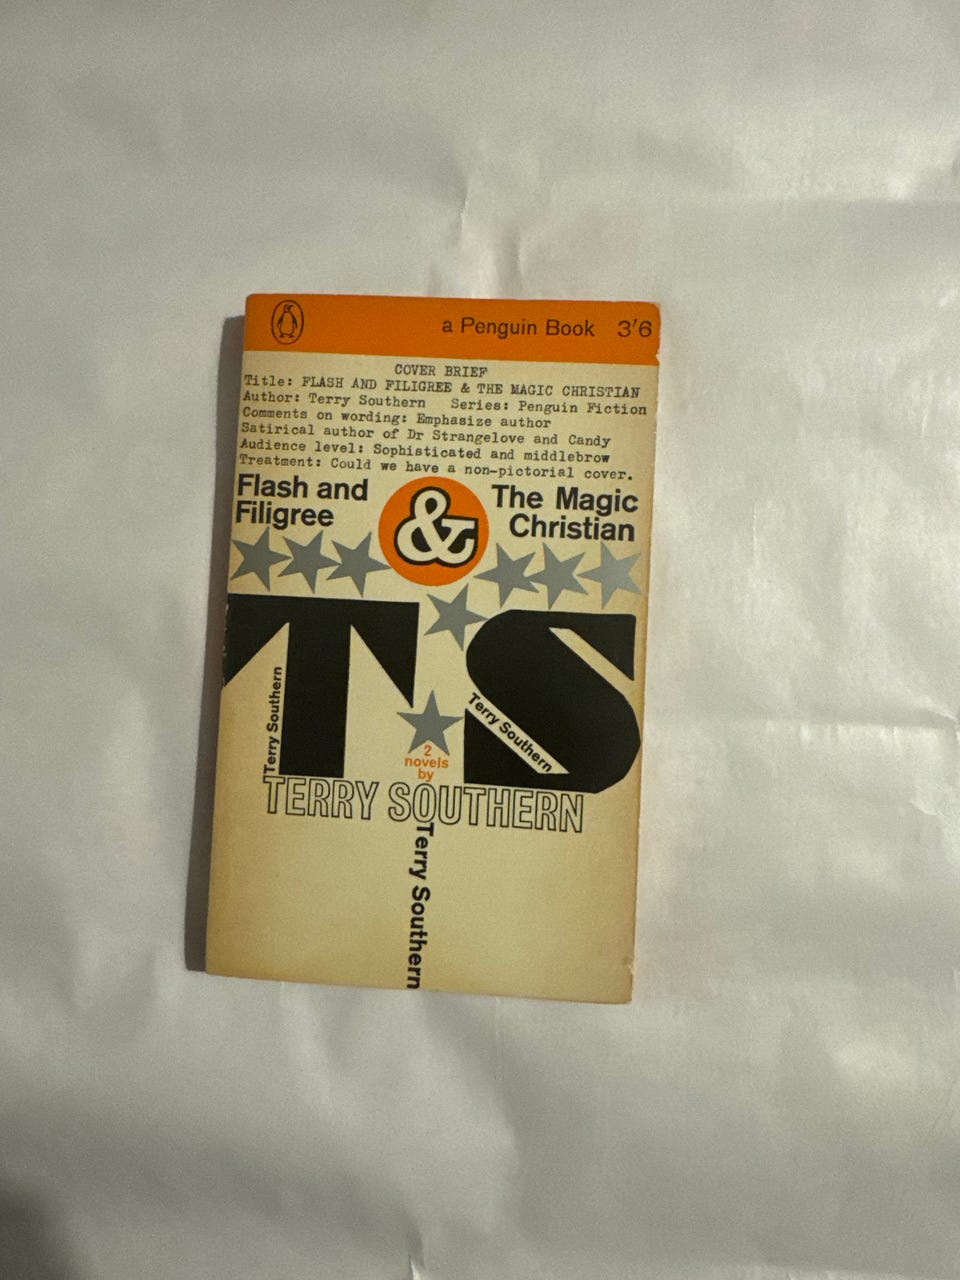 a Penguin Book 3'6
COVER BRIEF
Title: FLASH AND FILIGREE & THE MAGIC CHRISTIAN
Author: Terry Southern Series: Penguin Fiction
Comments on wording: Emphasize author
Satirical author of Dr Strangelove and Candy
Audience level: Sophisticated and middlebrow
Treatment: Could we have a non-pictorial cover.
Flash and
Filigree
&
The Magic
Christian
TS
Terry Southern
Terry Southern
2
novels
by
TERRY SOUTHERN
Terry Southern